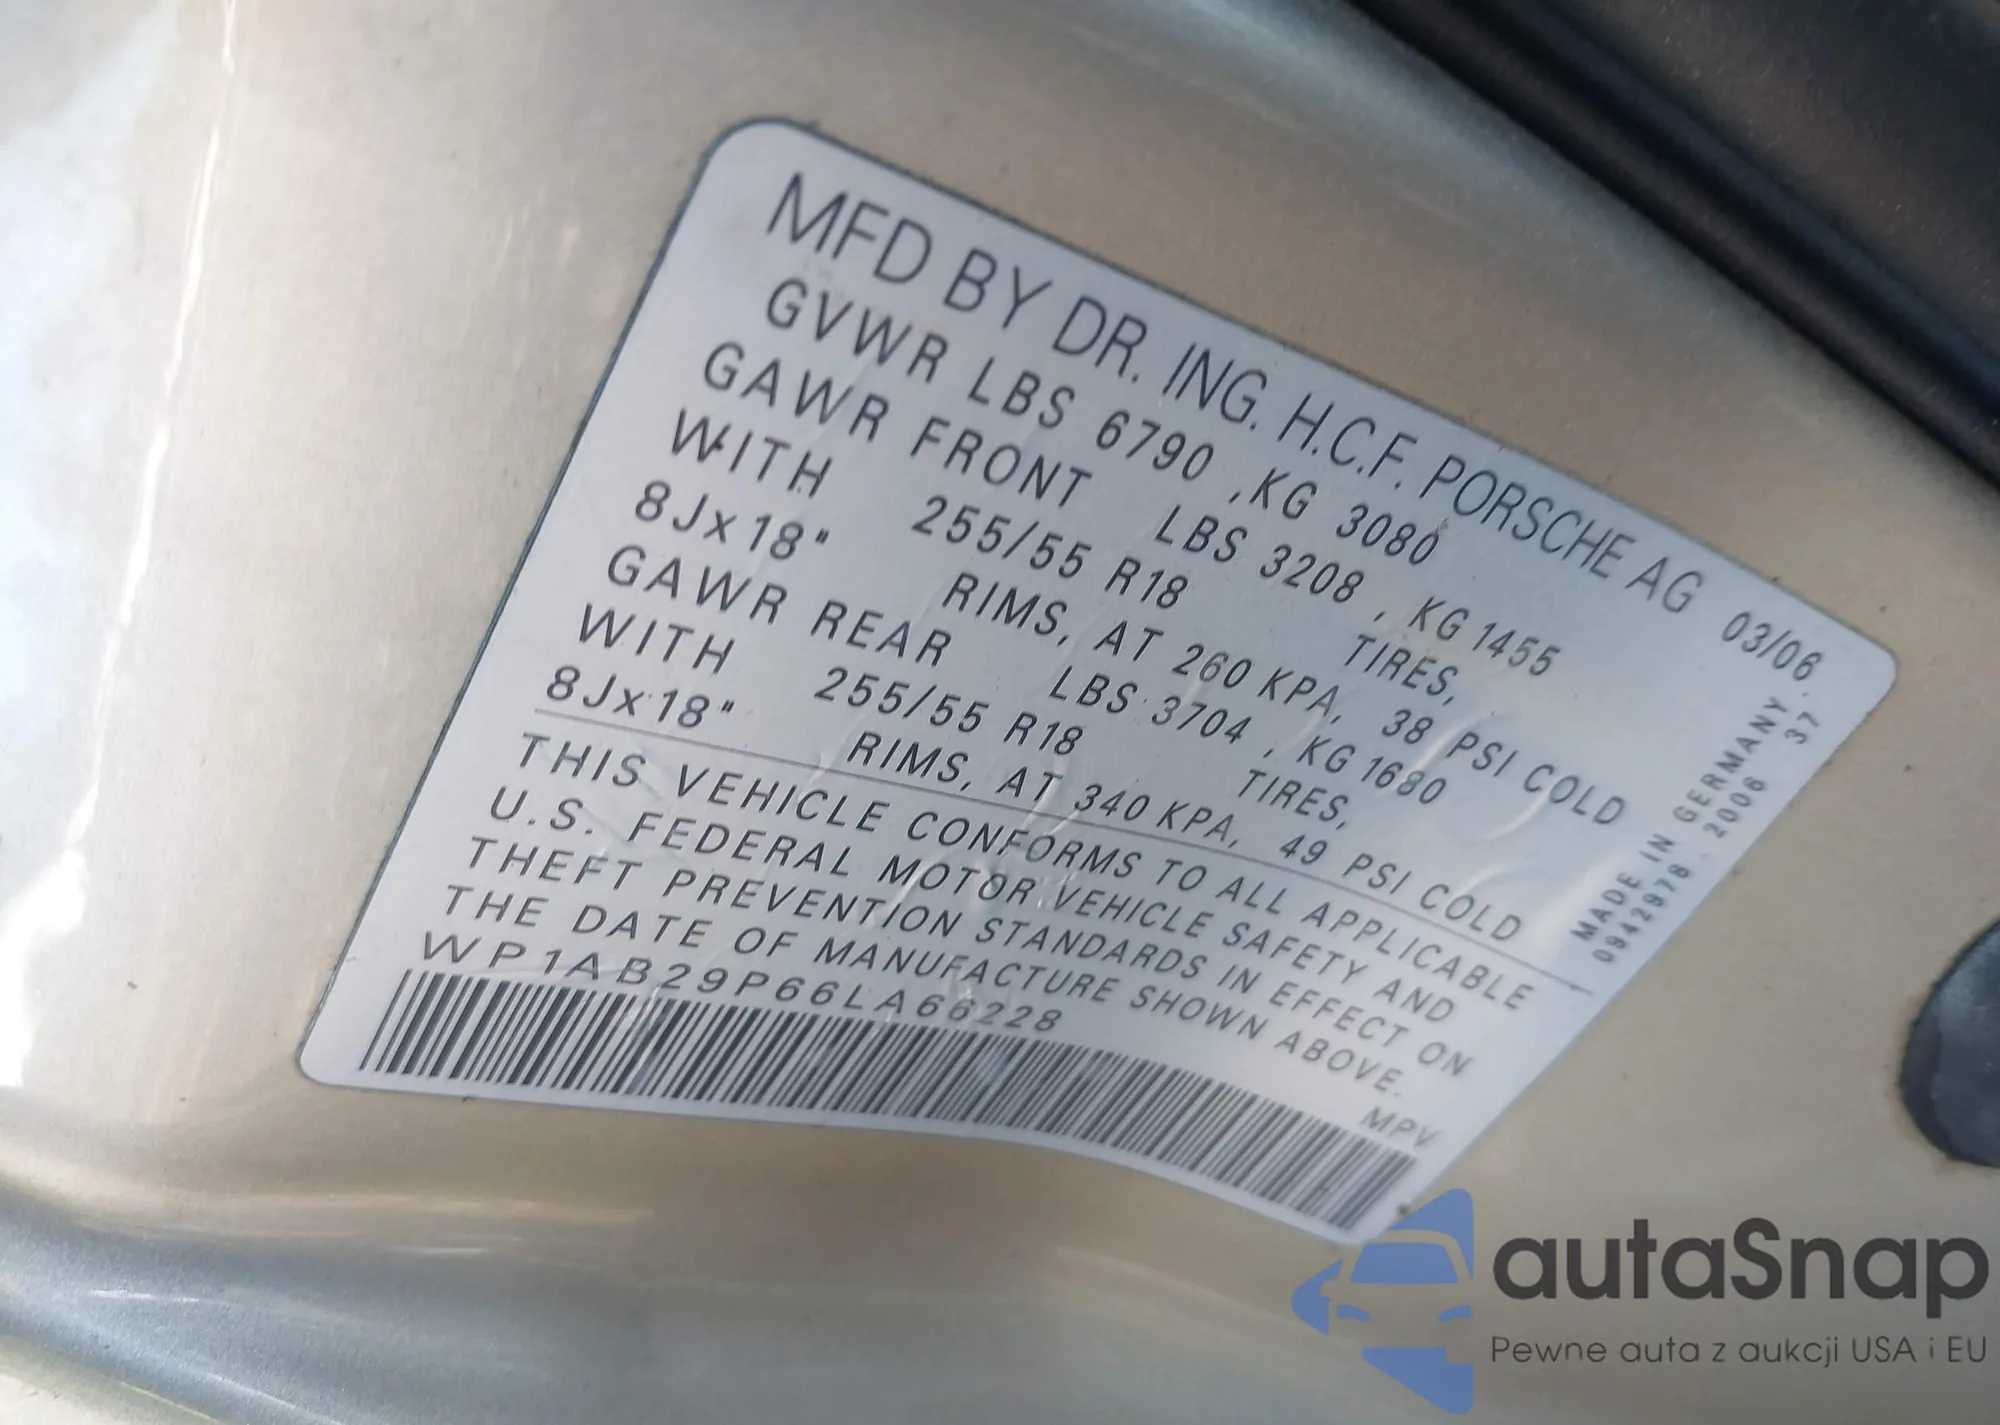 MFD BY DR. ING. H.C.F. PORSCHE AG 03/06
GVWR LBS 6790 ,KG 3080
GAWR FRONT LBS 3208 , KG 1455
WITH 255/55 R18 TIRES,
8Jx18" RIMS, AT 260 KPA, 38 PSI COLD
GAWR REAR LBS 3704 , KG 1680
WITH 255/55 R18 TIRES,
8Jx18" RIMS, AT 340 KPA, 49 PSI COLD
THIS VEHICLE CONFORMS TO ALL APPLICABLE
U.S. FEDERAL MOTOR VEHICLE SAFETY AND
THEFT PREVENTION STANDARDS IN EFFECT ON
THE DATE OF MANUFACTURE SHOWN ABOVE.
WP1AB29P66LA66228 MPV
MADE IN GERMANY.
0942978. 2006 37
autaSnap
Pewne auta z aukcji USA i EU